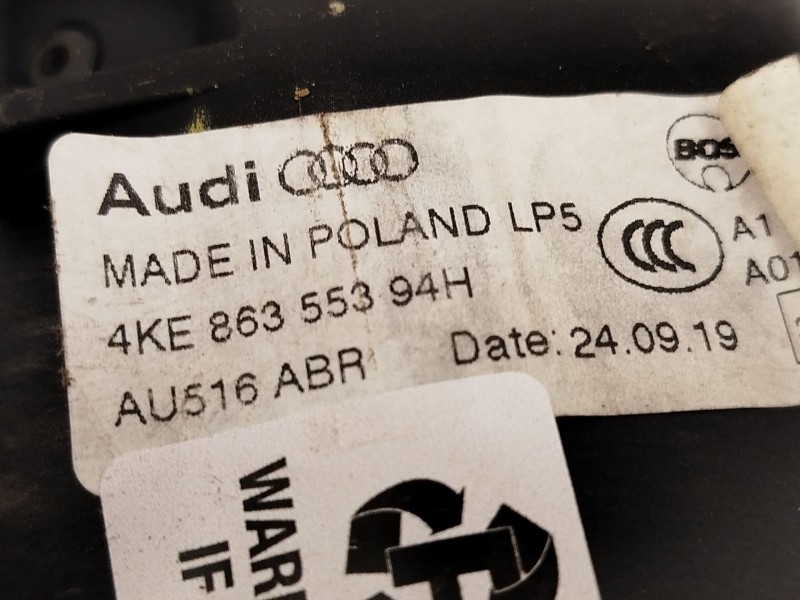 Audi
MADE IN POLAND LP5
4KE 863 553 94H
AU516 ABR
Date: 24.09.19
BOS
CCC
A1
A01
WAR
IF